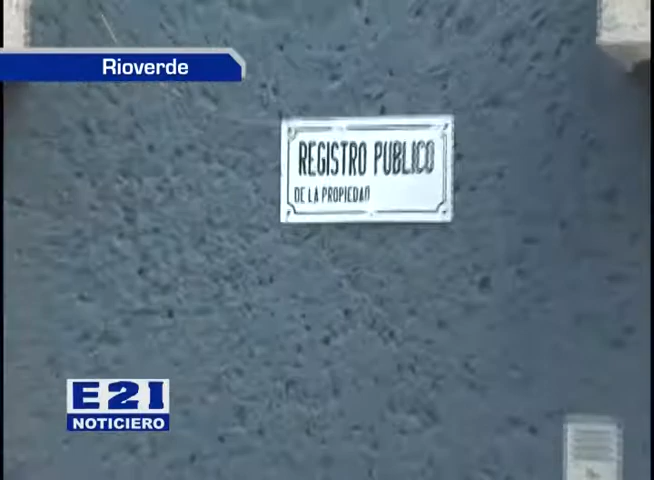 Rioverde
REGISTRO PUBLICO
DE LA PROPIEDAD
E21
NOTICIERO